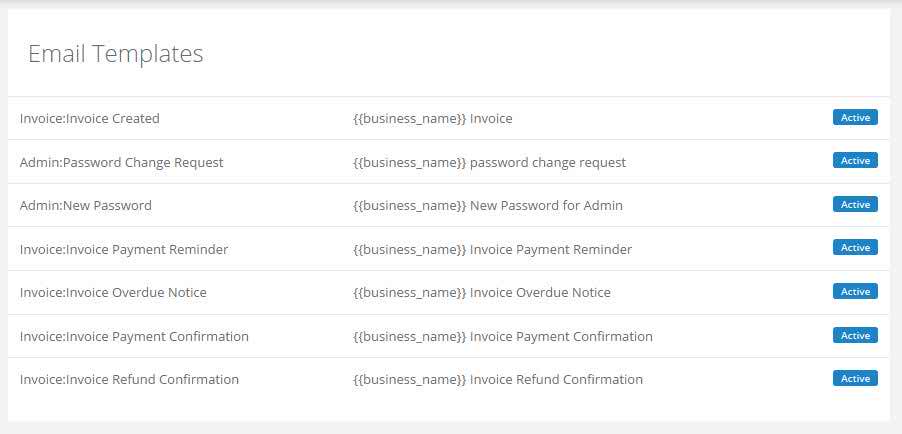 Email Templates
Invoice:Invoice Created {{business_name}} Invoice Active
Admin:Password Change Request {{business_name}} password change request Active
Admin:New Password {{business_name}} New Password for Admin Active
Invoice:Invoice Payment Reminder {{business_name}} Invoice Payment Reminder Active
Invoice:Invoice Overdue Notice {{business_name}} Invoice Overdue Notice Active
Invoice:Invoice Payment Confirmation {{business_name}} Invoice Payment Confirmation Active
Invoice:Invoice Refund Confirmation {{business_name}} Invoice Refund Confirmation Active